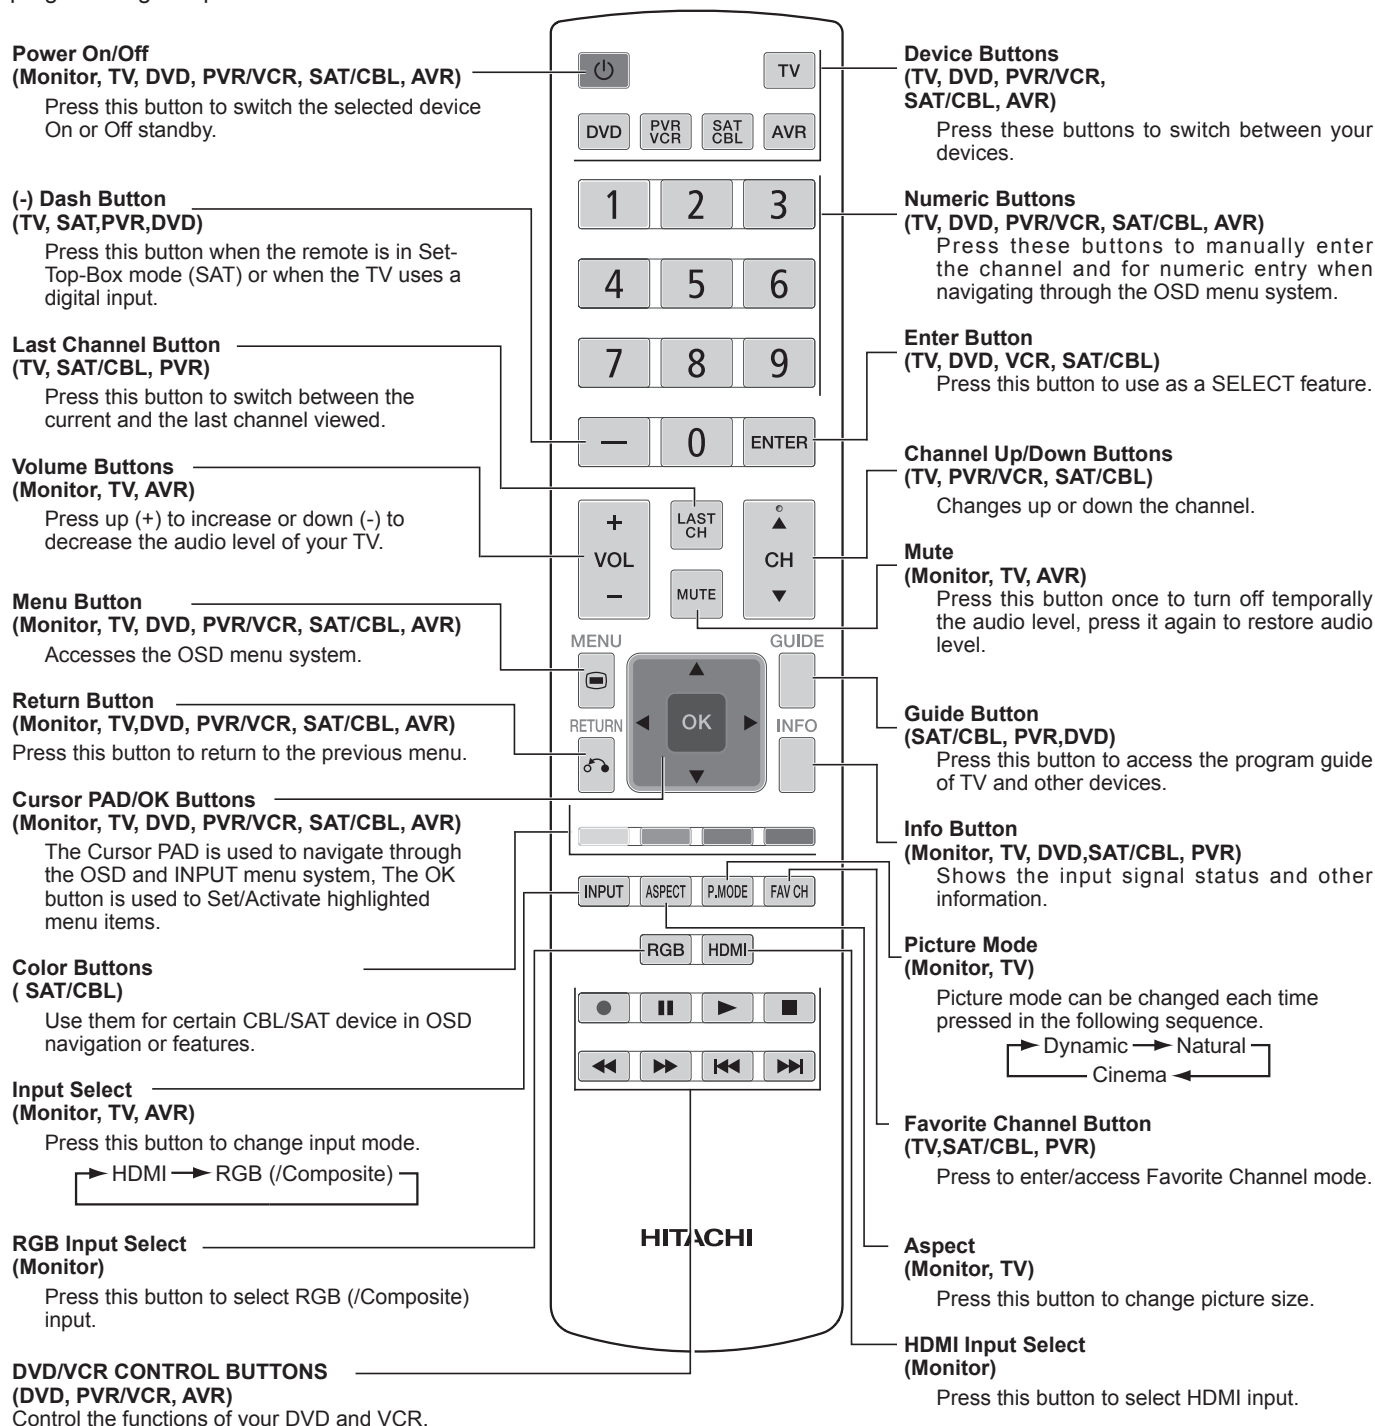 Power On/Off
(Monitor, TV, DVD, PVR/VCR, SAT/CBL, AVR)
Press this button to switch the selected device
On or Off standby.
(-) Dash Button
(TV, SAT,PVR,DVD)
Press this button when the remote is in Set-
Top-Box mode (SAT) or when the TV uses a
digital input.
Last Channel Button
(TV, SAT/CBL, PVR)
Press this button to switch between the
current and the last channel viewed.
Volume Buttons
(Monitor, TV, AVR)
Press up (+) to increase or down (-) to
decrease the audio level of your TV.
Menu Button
(Monitor, TV, DVD, PVR/VCR, SAT/CBL, AVR)
Accesses the OSD menu system.
Return Button
(Monitor, TV,DVD, PVR/VCR, SAT/CBL, AVR)
Press this button to return to the previous menu.
Cursor PAD/OK Buttons
(Monitor, TV, DVD, PVR/VCR, SAT/CBL, AVR)
The Cursor PAD is used to navigate through
the OSD and INPUT menu system, The OK
button is used to Set/Activate highlighted
menu items.
Color Buttons
( SAT/CBL)
Use them for certain CBL/SAT device in OSD
navigation or features.
Input Select
(Monitor, TV, AVR)
Press this button to change input mode.
HDMI RGB (/Composite)
RGB Input Select
(Monitor)
Press this button to select RGB (/Composite)
input.
DVD/VCR CONTROL BUTTONS
(DVD, PVR/VCR, AVR)
Control the functions of your DVD and VCR.
TV
DVD
PVR
VCR
SAT
CBL
AVR
1 2 3
4 5 6
7 8 9
— 0 ENTER
+
VOL
−
LAST
CH
MUTE
CH
MENU
GUIDE
RETURN
OK
INFO
INPUT ASPECT P.MODE FAV CH
RGB HDMI
HITACHI
Device Buttons
(TV, DVD, PVR/VCR,
SAT/CBL, AVR)
Press these buttons to switch between your
devices.
Numeric Buttons
(TV, DVD, PVR/VCR, SAT/CBL, AVR)
Press these buttons to manually enter
the channel and for numeric entry when
navigating through the OSD menu system.
Enter Button
(TV, DVD, VCR, SAT/CBL)
Press this button to use as a SELECT feature.
Channel Up/Down Buttons
(TV, PVR/VCR, SAT/CBL)
Changes up or down the channel.
Mute
(Monitor, TV, AVR)
Press this button once to turn off temporally
the audio level, press it again to restore audio
level.
Guide Button
(SAT/CBL, PVR,DVD)
Press this button to access the program guide
of TV and other devices.
Info Button
(Monitor, TV, DVD,SAT/CBL, PVR)
Shows the input signal status and other
information.
Picture Mode
(Monitor, TV)
Picture mode can be changed each time
pressed in the following sequence.
Dynamic Natural
Cinema
Favorite Channel Button
(TV,SAT/CBL, PVR)
Press to enter/access Favorite Channel mode.
Aspect
(Monitor, TV)
Press this button to change picture size.
HDMI Input Select
(Monitor)
Press this button to select HDMI input.